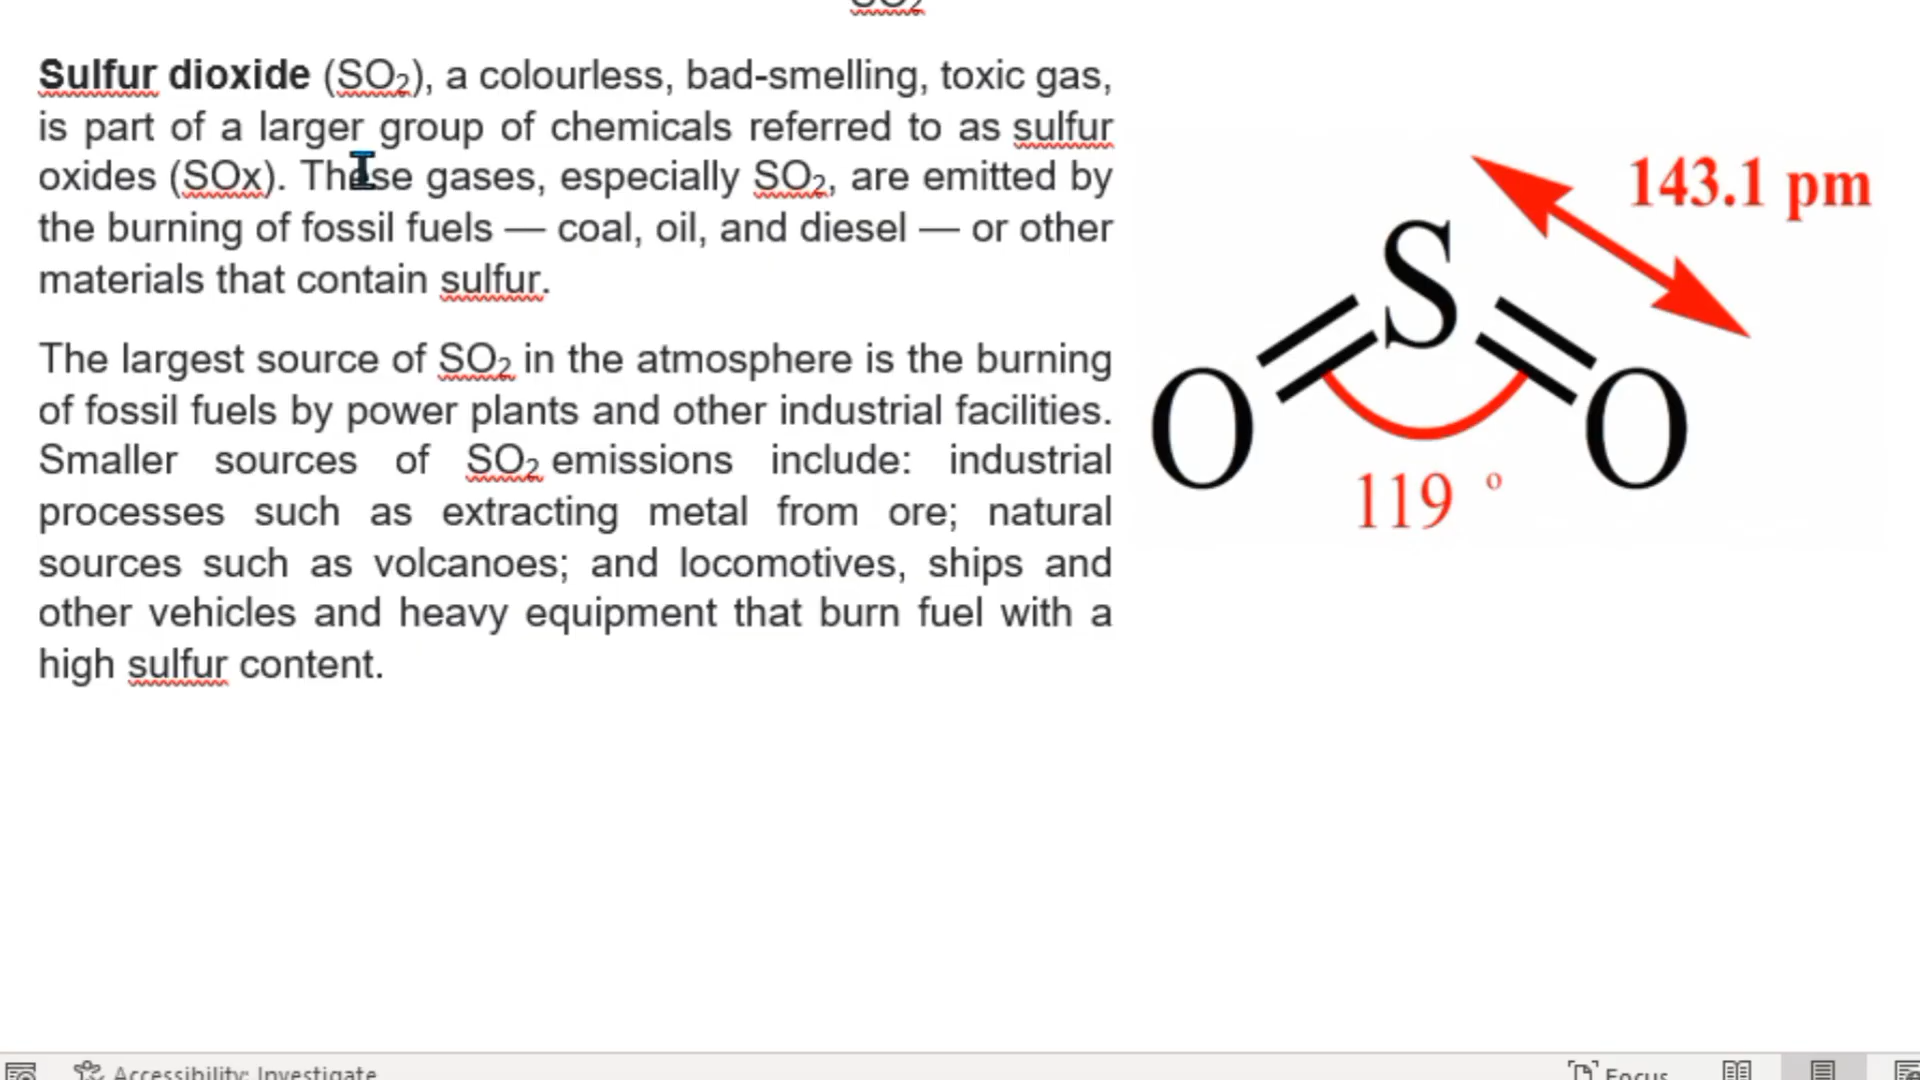 SO₂
Sulfur dioxide (SO₂), a colourless, bad-smelling, toxic gas,
is part of a larger group of chemicals referred to as sulfur
oxides (SOx). These gases, especially SO₂, are emitted by
the burning of fossil fuels — coal, oil, and diesel — or other
materials that contain sulfur.
The largest source of SO₂ in the atmosphere is the burning
of fossil fuels by power plants and other industrial facilities.
Smaller sources of SO₂ emissions include: industrial
processes such as extracting metal from ore; natural
sources such as volcanoes; and locomotives, ships and
other vehicles and heavy equipment that burn fuel with a
high sulfur content.
143.1 pm
S
O O
119 °
Accessibility: Investigate
Focus